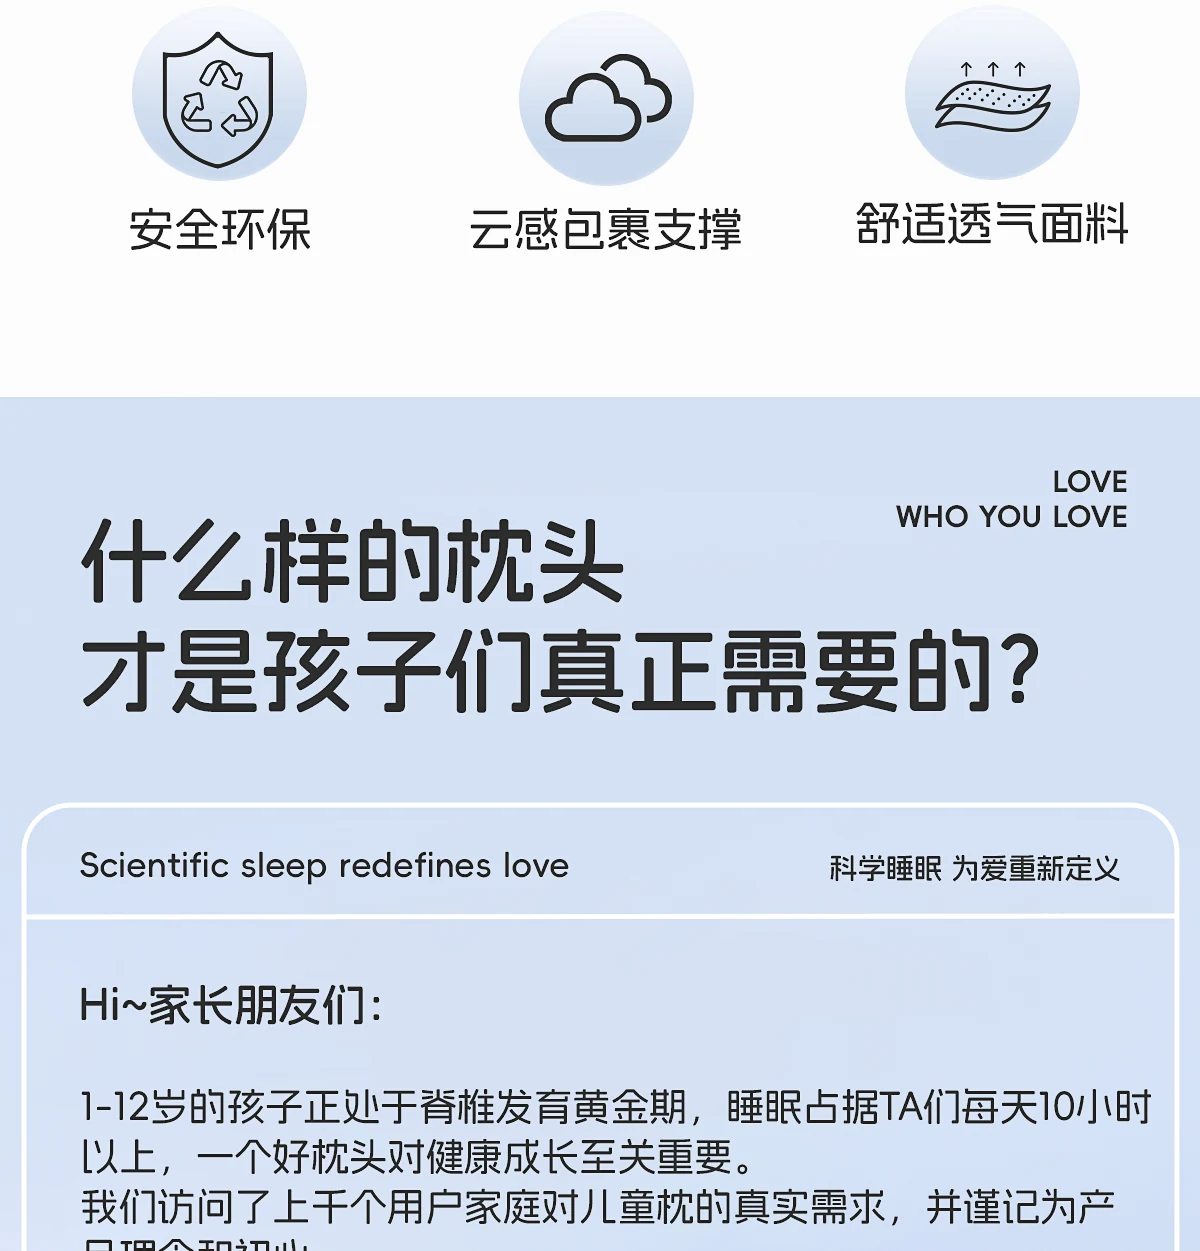 安全环保
云感包裹支撑
舒适透气面料
LOVE
WHO YOU LOVE
什么样的枕头
才是孩子们真正需要的?
Scientific sleep redefines love
科学睡眠 为爱重新定义
Hi~家长朋友们：
1-12岁的孩子正处于脊椎发育黄金期，睡眠占据TA们每天10小时
以上，一个好枕头对健康成长至关重要。
我们访问了上千个用户家庭对儿童枕的真实需求，并谨记为产